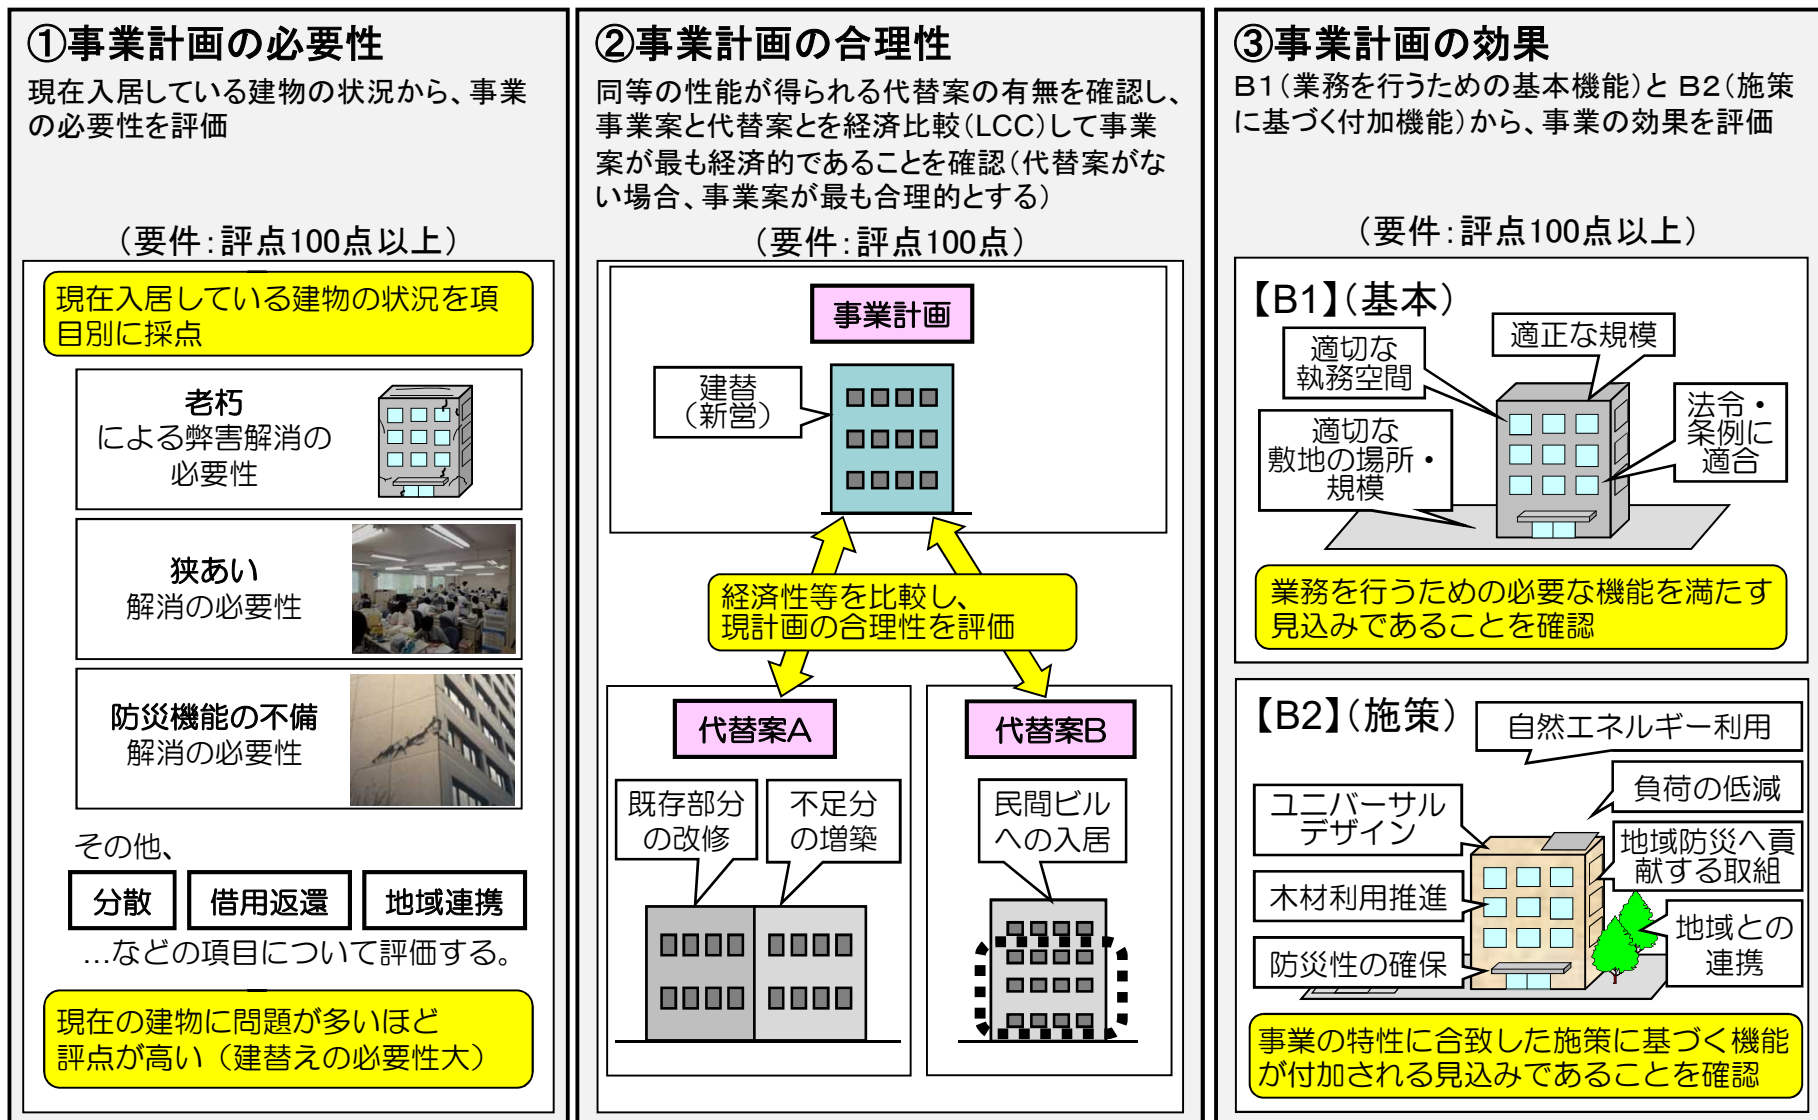 ①事業計画の必要性
現在入居している建物の状況から、事業
の必要性を評価
（要件：評点100点以上）
現在入居している建物の状況を項
目別に採点
老朽
による弊害解消の
必要性
狭あい
解消の必要性
防災機能の不備
解消の必要性
その他、
分散
借用返還
地域連携
…などの項目について評価する。
現在の建物に問題が多いほど
評点が高い（建替えの必要性大）
②事業計画の合理性
同等の性能が得られる代替案の有無を確認し、
事業案と代替案とを経済比較（LCC）して事業
案が最も経済的であることを確認（代替案がな
い場合、事業案が最も合理的とする）
（要件：評点100点）
事業計画
建替
（新営）
経済性等を比較し、
現計画の合理性を評価
代替案A
既存部分
の改修
不足分
の増築
代替案B
民間ビル
への入居
③事業計画の効果
B1（業務を行うための基本機能）と B2（施策
に基づく付加機能）から、事業の効果を評価
（要件：評点100点以上）
【B1】（基本）
適切な
執務空間
適正な規模
法令・
条例に
適合
適切な
敷地の場所・
規模
業務を行うための必要な機能を満たす
見込みであることを確認
【B2】（施策）
自然エネルギー利用
負荷の低減
ユニバーサル
デザイン
地域防災へ貢
献する取組
木材利用推進
地域との
連携
防災性の確保
事業の特性に合致した施策に基づく機能
が付加される見込みであることを確認